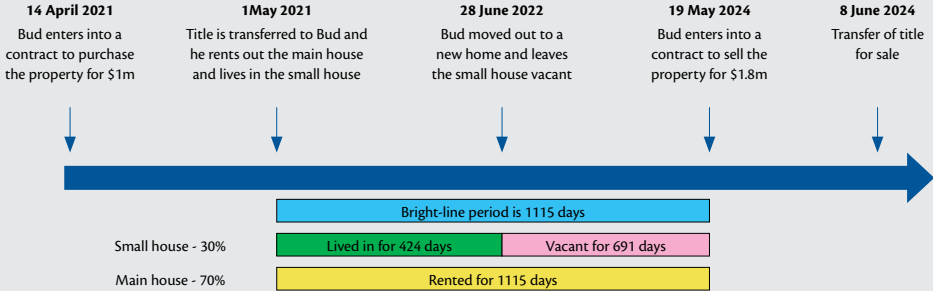 14 April 2021
Bud enters into a
contract to purchase
the property for $1m
1May 2021
Title is transferred to Bud and
he rents out the main house
and lives in the small house
28 June 2022
Bud moved out to a
new home and leaves
the small house vacant
19 May 2024
Bud enters into a
contract to sell the
property for $1.8m
8 June 2024
Transfer of title
for sale
Bright-line period is 1115 days
Small house - 30%
Lived in for 424 days
Vacant for 691 days
Main house - 70%
Rented for 1115 days